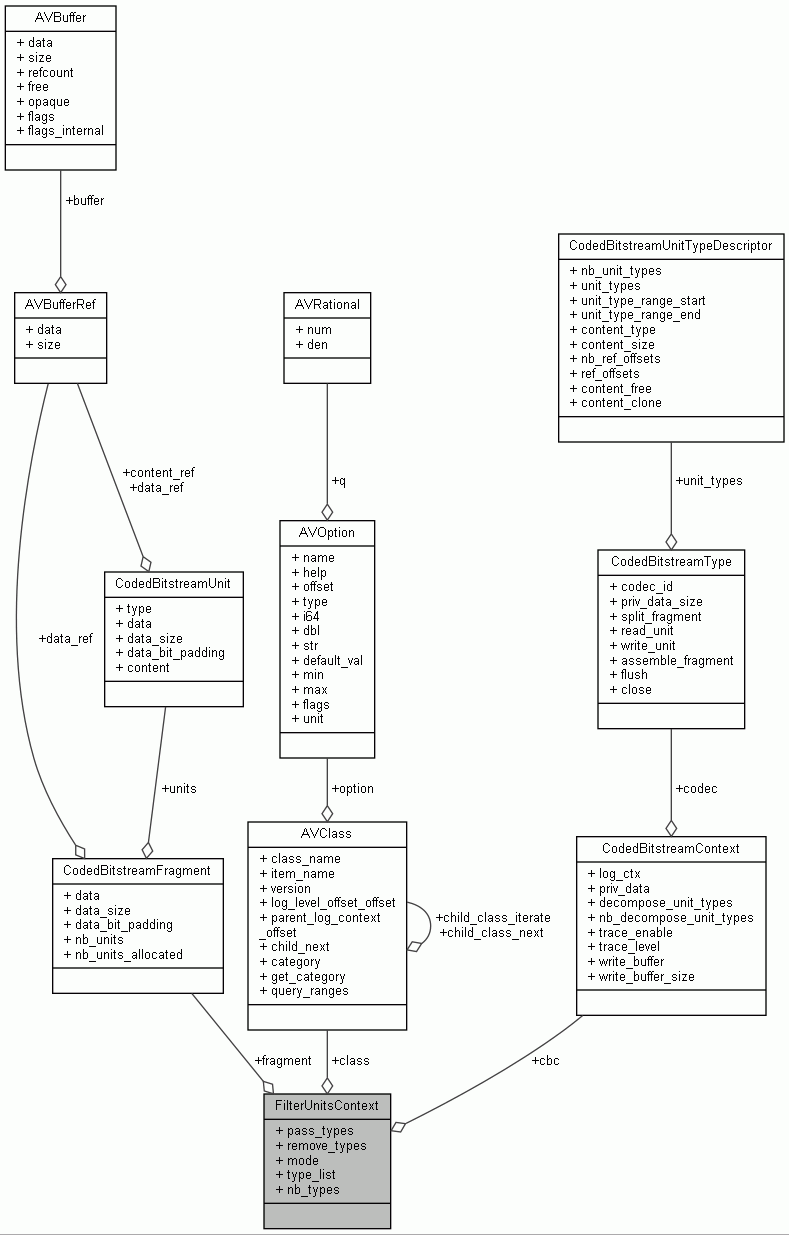 AVBuffer
+ data
+ size
+ refcount
+ free
+ opaque
+ flags
+ flags_internal
+buffer
AVBufferRef
+ data
+ size
AVRational
+ num
+ den
CodedBitstreamUnitTypeDescriptor
+ nb_unit_types
+ unit_types
+ unit_type_range_start
+ unit_type_range_end
+ content_type
+ content_size
+ nb_ref_offsets
+ ref_offsets
+ content_free
+ content_clone
+content_ref
+data_ref
+q
+unit_types
CodedBitstreamUnit
+ type
+ data
+ data_size
+ data_bit_padding
+ content
+data_ref
AVOption
+ name
+ help
+ offset
+ type
+ i64
+ dbl
+ str
+ default_val
+ min
+ max
+ flags
+ unit
CodedBitstreamType
+ codec_id
+ priv_data_size
+ split_fragment
+ read_unit
+ write_unit
+ assemble_fragment
+ flush
+ close
+units
+option
+codec
CodedBitstreamFragment
+ data
+ data_size
+ data_bit_padding
+ nb_units
+ nb_units_allocated
AVClass
+ class_name
+ item_name
+ version
+ log_level_offset_offset
+ parent_log_context
_offset
+ child_next
+ category
+ get_category
+ query_ranges
+child_class_iterate
+child_class_next
CodedBitstreamContext
+ log_ctx
+ priv_data
+ decompose_unit_types
+ nb_decompose_unit_types
+ trace_enable
+ trace_level
+ write_buffer
+ write_buffer_size
+fragment
+class
+cbc
FilterUnitsContext
+ pass_types
+ remove_types
+ mode
+ type_list
+ nb_types